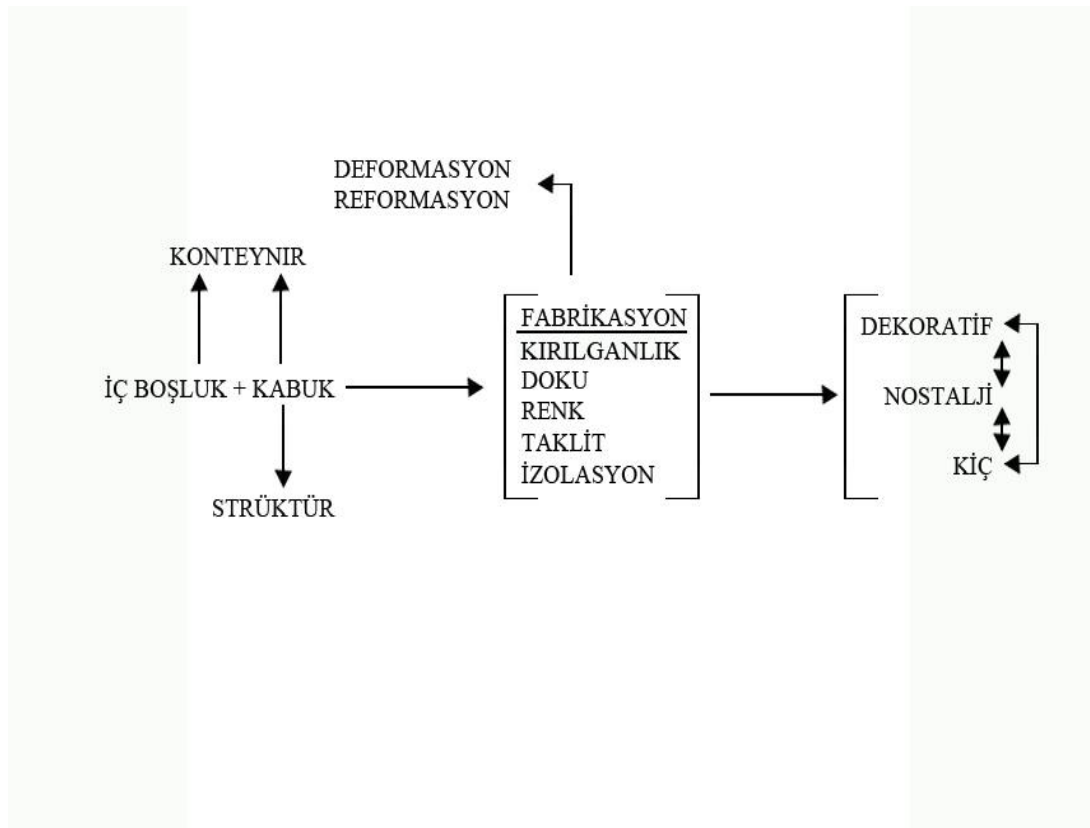 DEFORMASYON
REFORMASYON
KONTEYNIR
İÇ BOŞLUK + KABUK
STRÜKTÜR
FABRİKASYON
KIRILGANLIK
DOKU
RENK
TAKLİT
İZOLASYON
DEKORATİF
NOSTALJİ
KİÇ